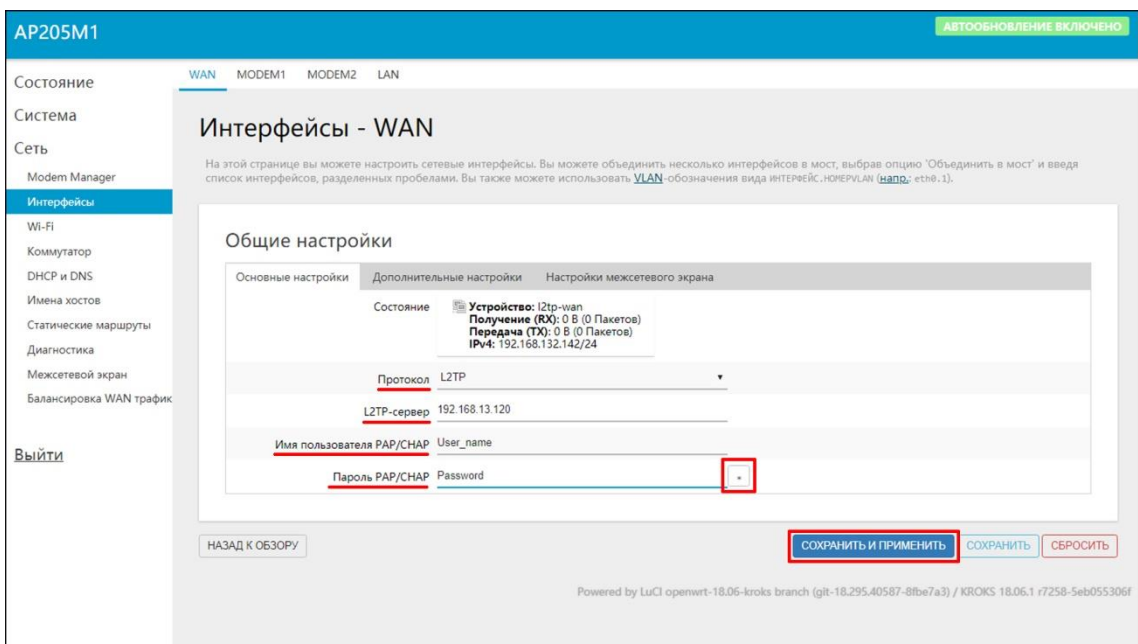 AP205M1
АВТООБНОВЛЕНИЕ ВКЛЮЧЕНО
Состояние
Система
Сеть
Modem Manager
Интерфейсы
Wi-Fi
Коммутатор
DHCP и DNS
Имена хостов
Статические маршруты
Диагностика
Межсетевой экран
Балансировка WAN трафик
Выйти
WAN MODEM1 MODEM2 LAN
Интерфейсы - WAN
На этой странице вы можете настроить сетевые интерфейсы. Вы можете объединить несколько интерфейсов в мост, выбрав опцию 'Объединить в мост' и введя
список интерфейсов, разделенных пробелами. Вы также можете использовать VLAN-обозначения вида ИНТЕРФЕЙС.НОМЕРVLAN (напр.: eth0.1).
Общие настройки
Основные настройки Дополнительные настройки Настройки межсетевого экрана
Состояние
Устройство: l2tp-wan
Получение (RX): 0 B (0 Пакетов)
Передача (TX): 0 B (0 Пакетов)
IPv4: 192.168.132.142/24
Протокол L2TP
L2TP-сервер 192.168.13.120
Имя пользователя PAP/CHAP User_name
Пароль PAP/CHAP Password *
НАЗАД К ОБЗОРУ СОХРАНИТЬ И ПРИМЕНИТЬ СОХРАНИТЬ СБРОСИТЬ
Powered by LuCI openwrt-18.06-kroks branch (git-18.295.40587-8fbe7a3) / KROKS 18.06.1 r7258-5eb055306f